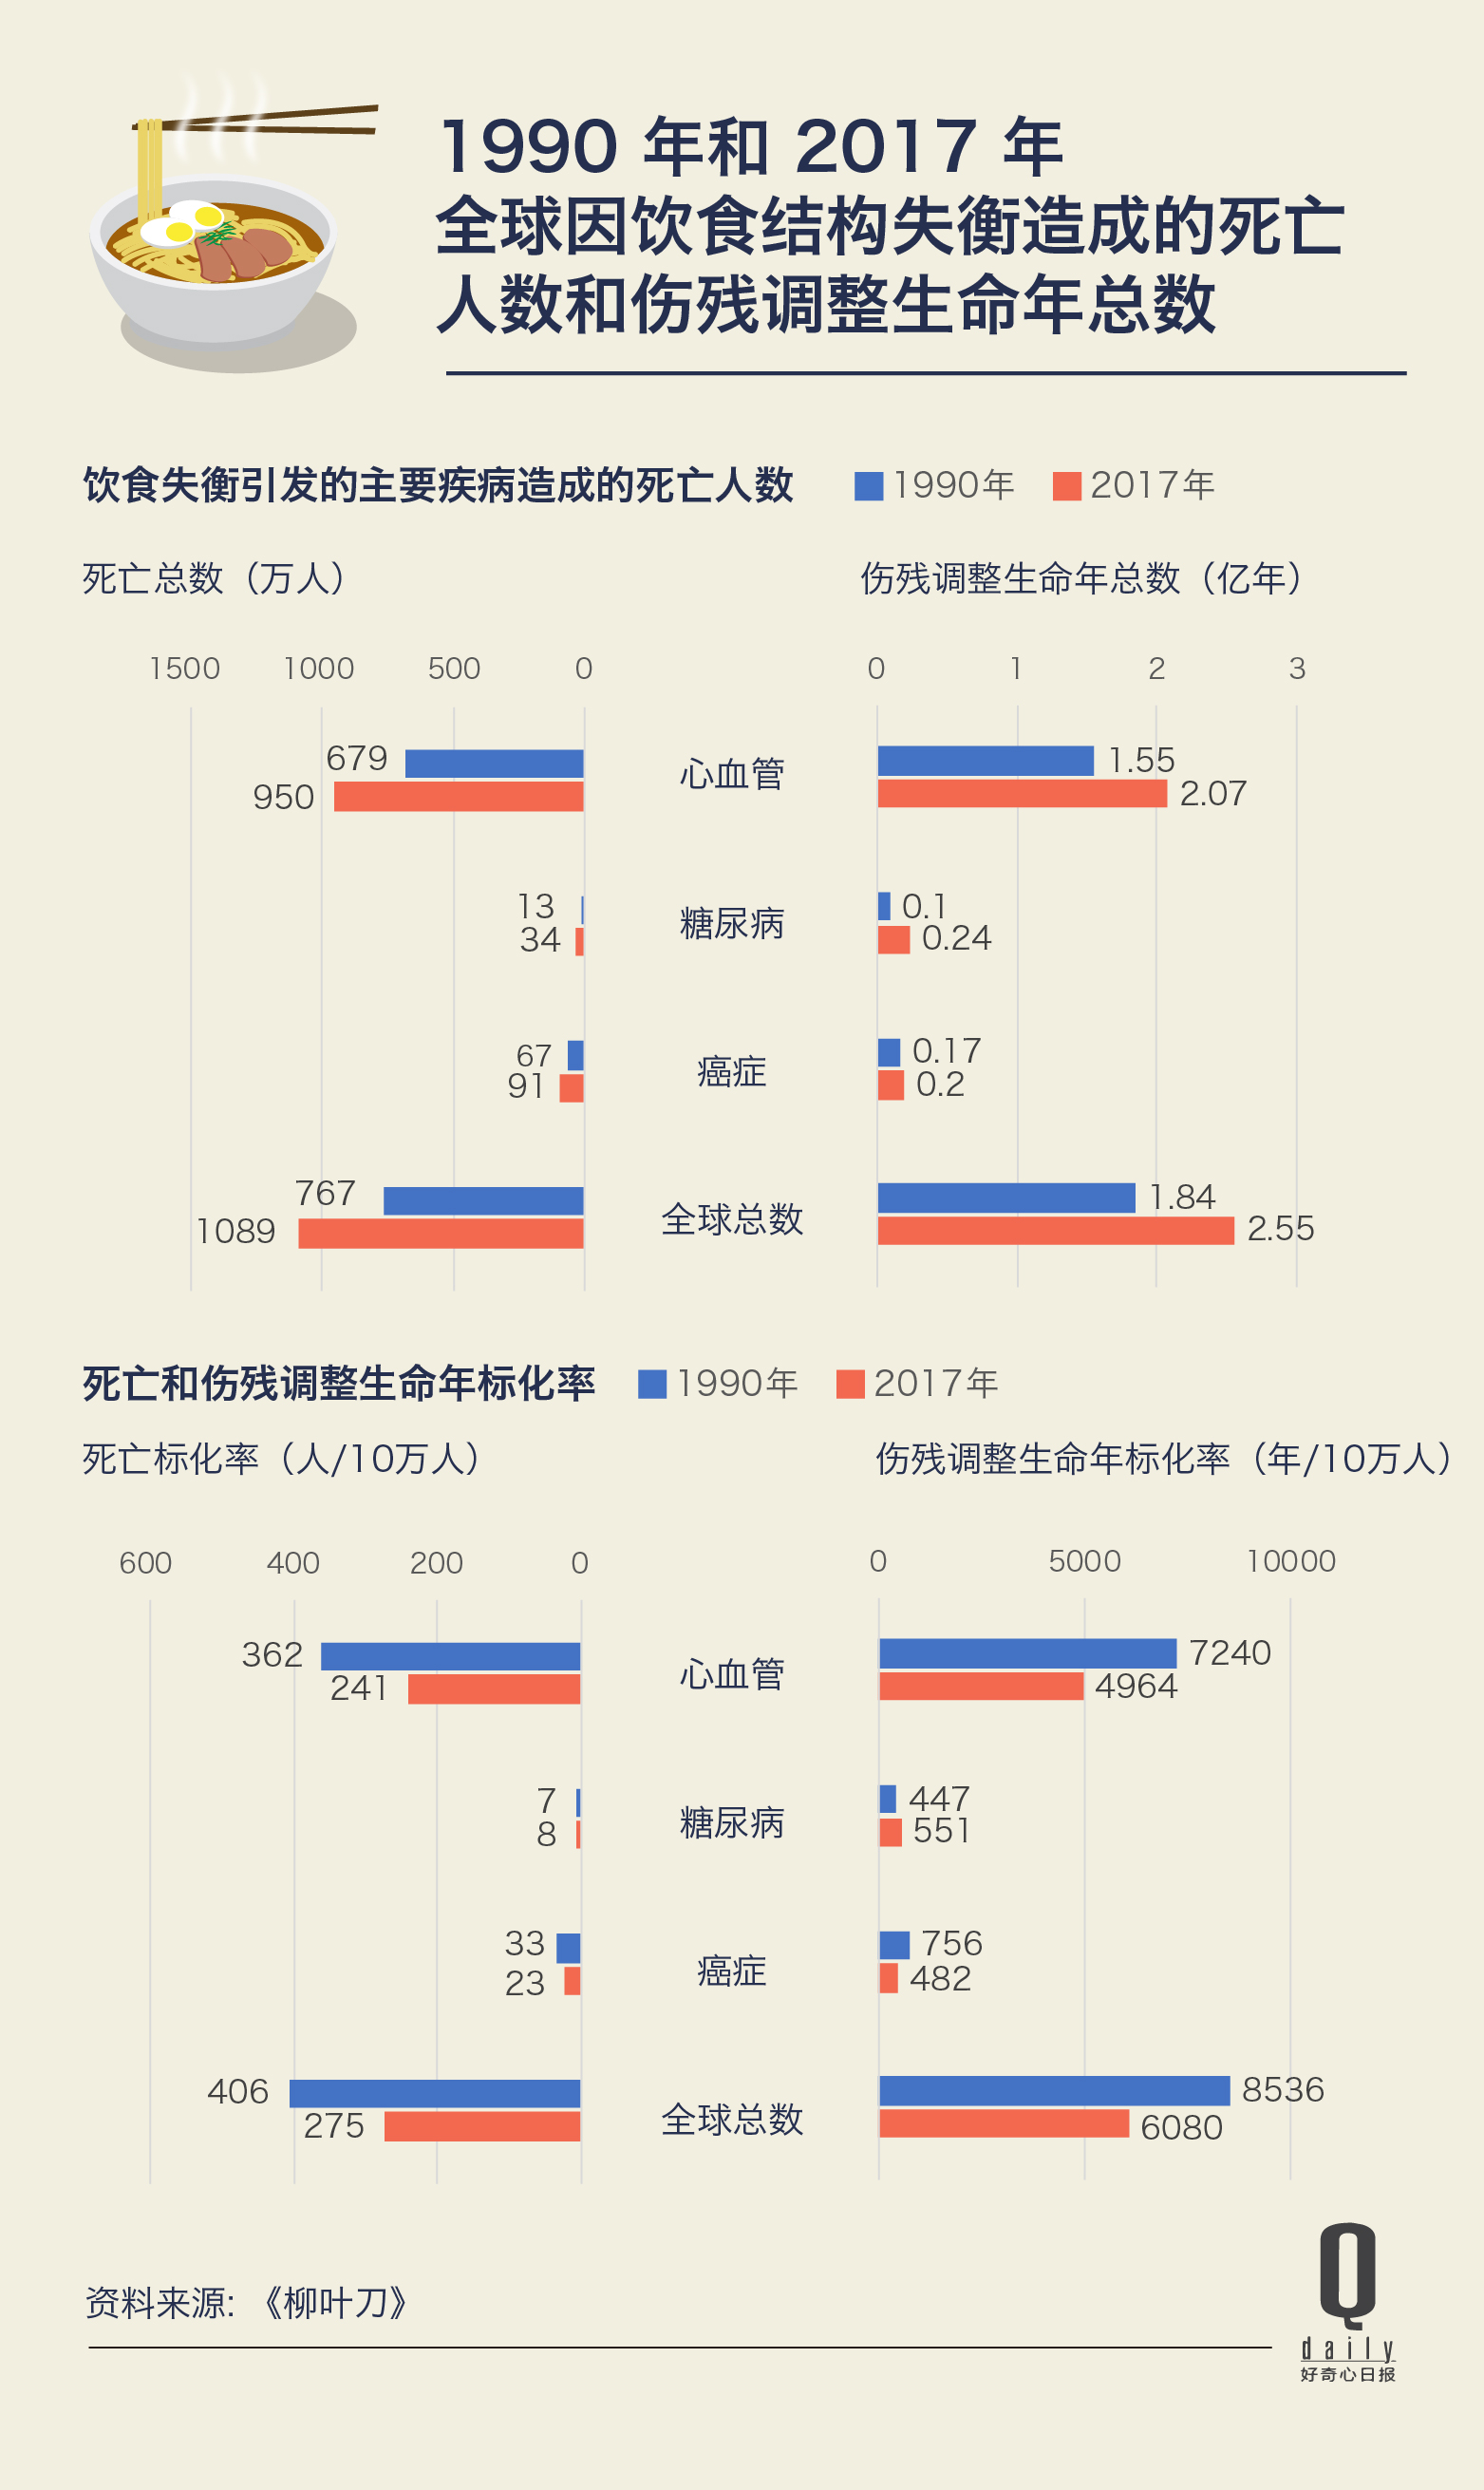 1990 年和 2017 年
全球因饮食结构失衡造成的死亡
人数和伤残调整生命年总数
饮食失衡引发的主要疾病造成的死亡人数 1990年 2017年
死亡总数（万人） 伤残调整生命年总数（亿年）
1500 1000 500 0 0 1 2 3
679 心血管 1.55
950 2.07
13 糖尿病 0.1
34 0.24
67 癌症 0.17
91 0.2
767 全球总数 1.84
1089 2.55
死亡和伤残调整生命年标化率 1990年 2017年
死亡标化率（人/10万人） 伤残调整生命年标化率（年/10万人）
600 400 200 0 0 5000 10000
362 心血管 7240
241 4964
7 糖尿病 447
8 551
33 癌症 756
23 482
406 全球总数 8536
275 6080
资料来源: 《柳叶刀》
Q
daily
好奇心日报